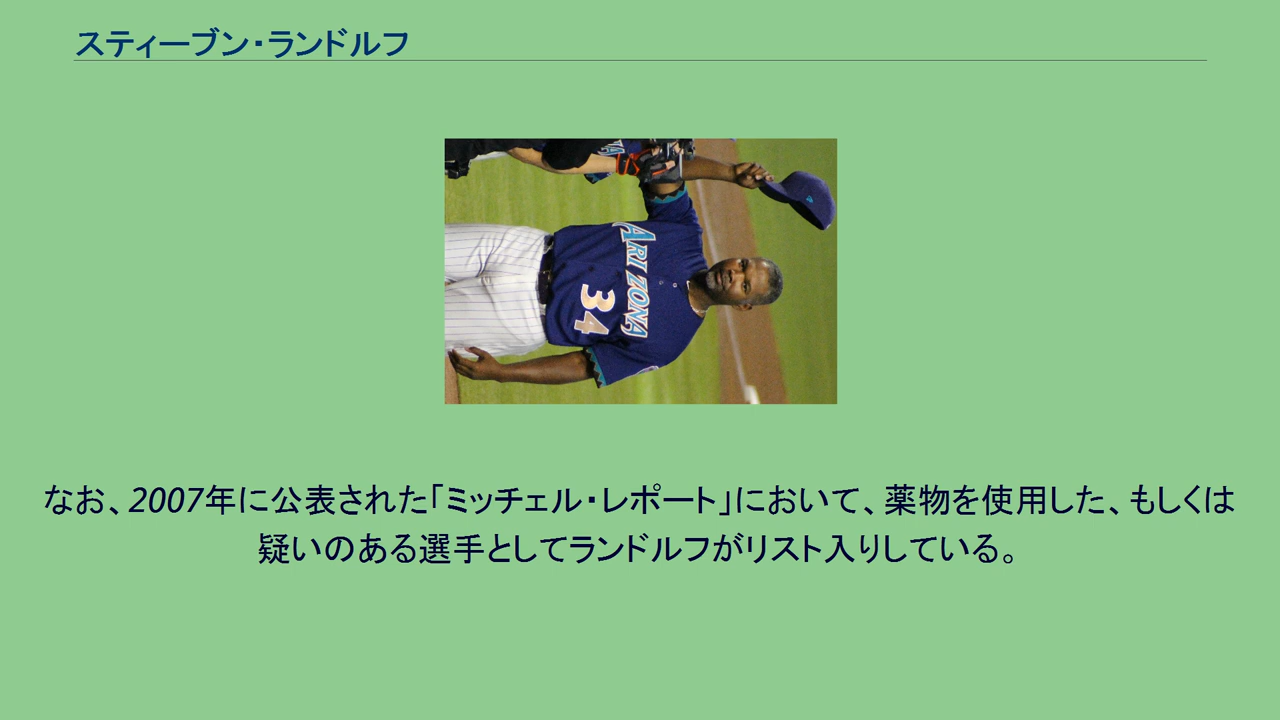 スティーブン・ランドルフ
ARIZONA
34
なお、2007年に公表された「ミッチェル・レポート」において、薬物を使用した、もしくは
疑いのある選手としてランドルフがリスト入りしている。